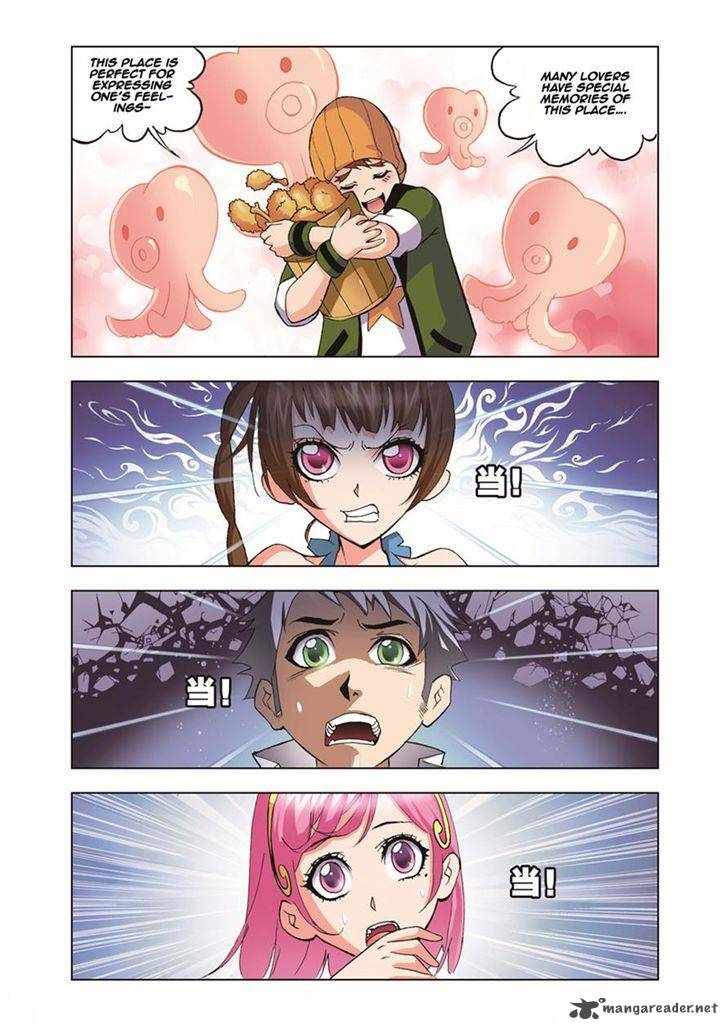 THIS PLACE IS
PERFECT FOR
EXPRESSING
ONE'S FEEL-
INGS~
MANY LOVERS
HAVE SPECIAL
MEMORIES OF
THIS PLACE....
当!
当!
当!
mangareader.net